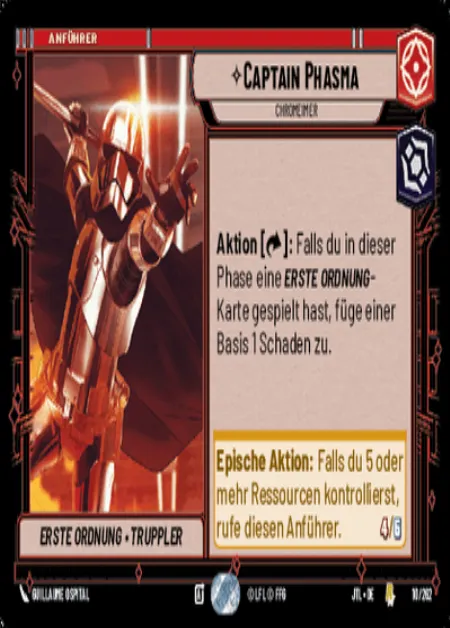 ANFÜHRER
CAPTAIN PHASMA
Aktion [ ]: Falls du in dieser
Phase eine ERSTE ORDNUNG-
Karte gespielt hast, füge einer
Basis 1 Schaden zu.
Epische Aktion: Falls du 5 oder
mehr Ressourcen kontrollierst,
rufe diesen Anführer. 4/6
ERSTE ORDNUNG • TRUPPLER
GUILLAUME OSPITAL
© LFL © FFG
JTL • DE
10/262